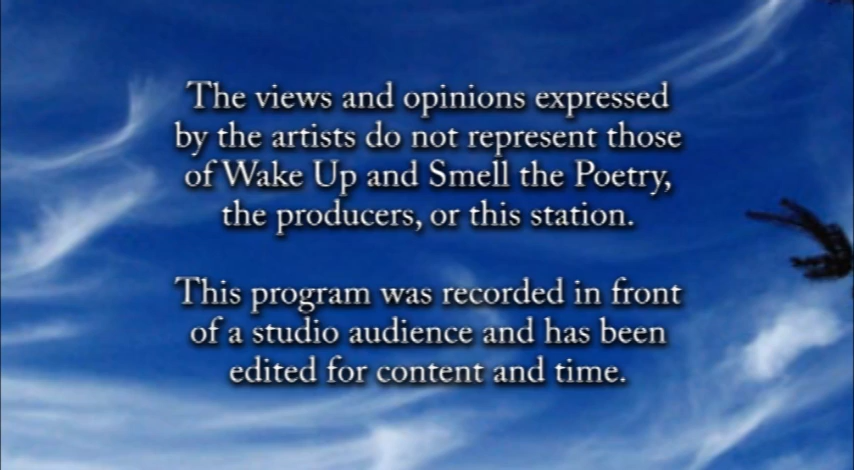 The views and opinions expressed
by the artists do not represent those
of Wake Up and Smell the Poetry,
the producers, or this station.
This program was recorded in front
of a studio audience and has been
edited for content and time.